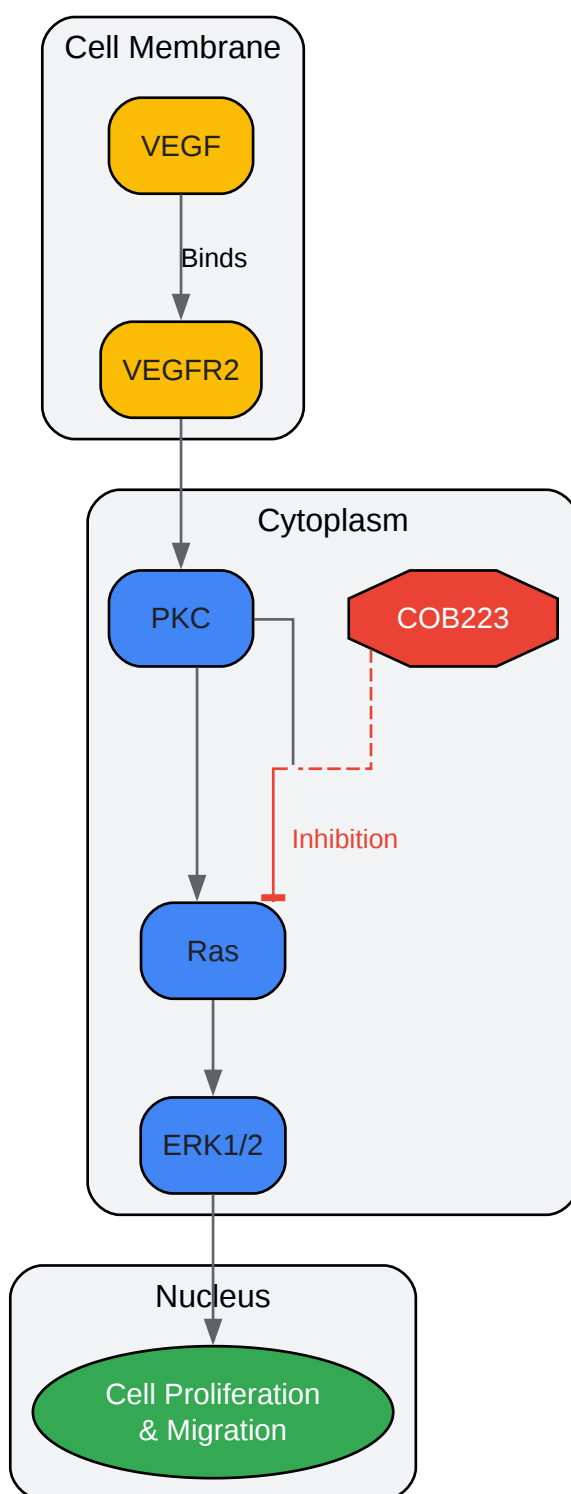 Cell Membrane
VEGF
Binds
VEGFR2
Cytoplasm
PKC
COB223
Inhibition
Ras
ERK1/2
Nucleus
Cell Proliferation
& Migration